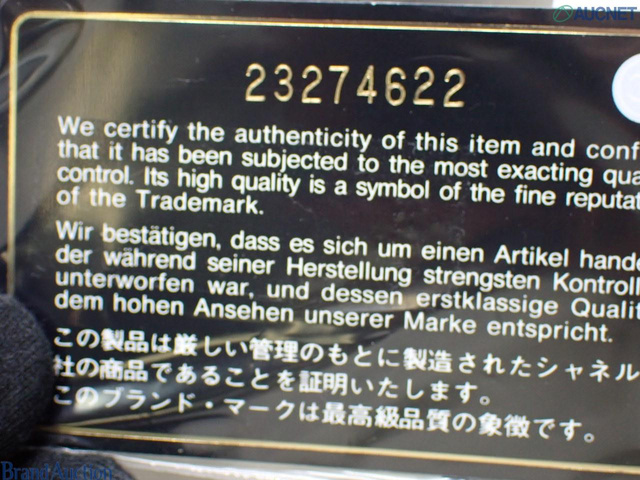 AUCNET
23274622
We certify the authenticity of this item and conf
that it has been subjected to the most exacting qua
control. Its high quality is a symbol of the fine reputat
of the Trademark.
Wir bestätigen, dass es sich um einen Artikel hande
der während seiner Herstellung strengsten Kontroll
unterworfen war, und dessen erstklassige Qualit
dem hohen Ansehen unserer Marke entspricht.
この製品は厳しい管理のもとに製造されたシャネル
社の商品であることを証明いたします。
このブランド・マークは最高級品質の象徴です。
Brand Auction